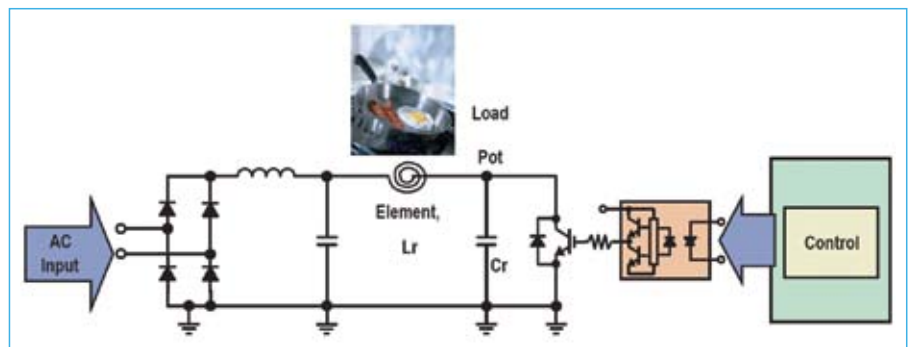 Load
Pot
AC
Input
Element,
Lr
Cr
Control